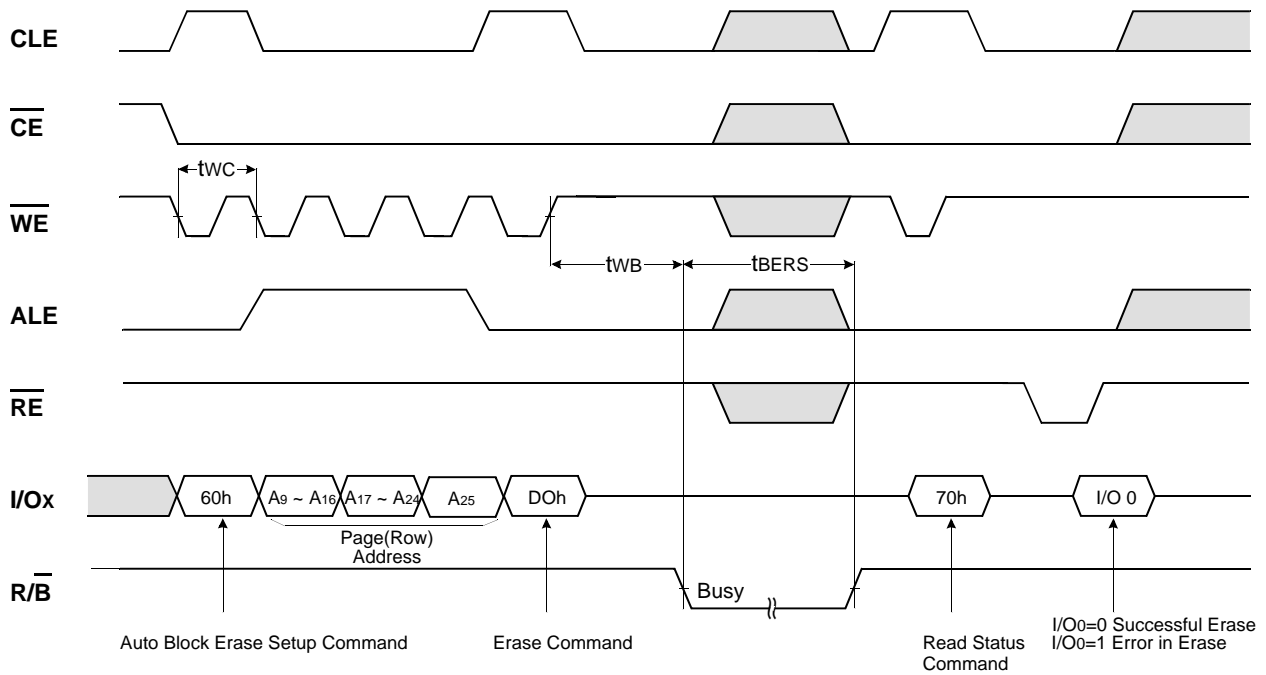 CLE
CE
tWC
WE
tWB
tBERS
ALE
RE
I/Ox
60h
A9 ~ A16
A17 ~ A24
A25
DOh
70h
I/O 0
Page(Row)
Address
R/B
Busy
Auto Block Erase Setup Command
Erase Command
Read Status
Command
I/O0=0 Successful Erase
I/O0=1 Error in Erase